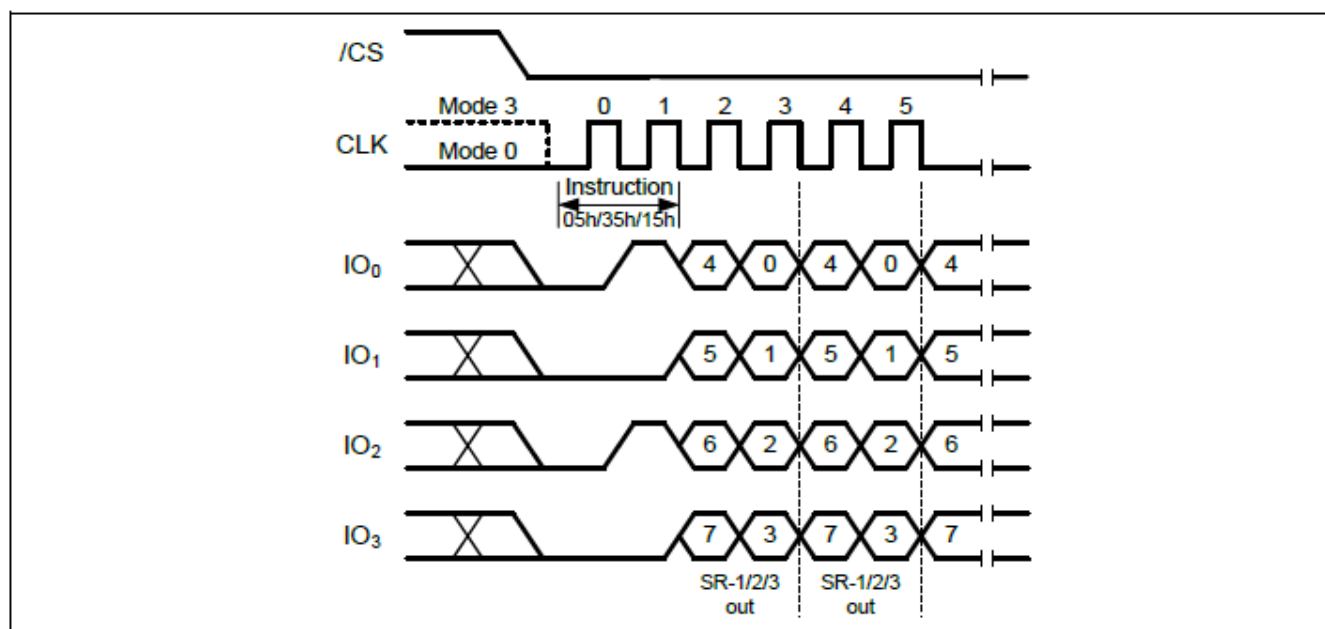 /CS
Mode 3 0 1 2 3 4 5
CLK
Mode 0
Instruction
05h/35h/15h
IO0 4 0 4 0 4
IO1 5 1 5 1 5
IO2 6 2 6 2 6
IO3 7 3 7 3 7
SR-1/2/3 SR-1/2/3
out out